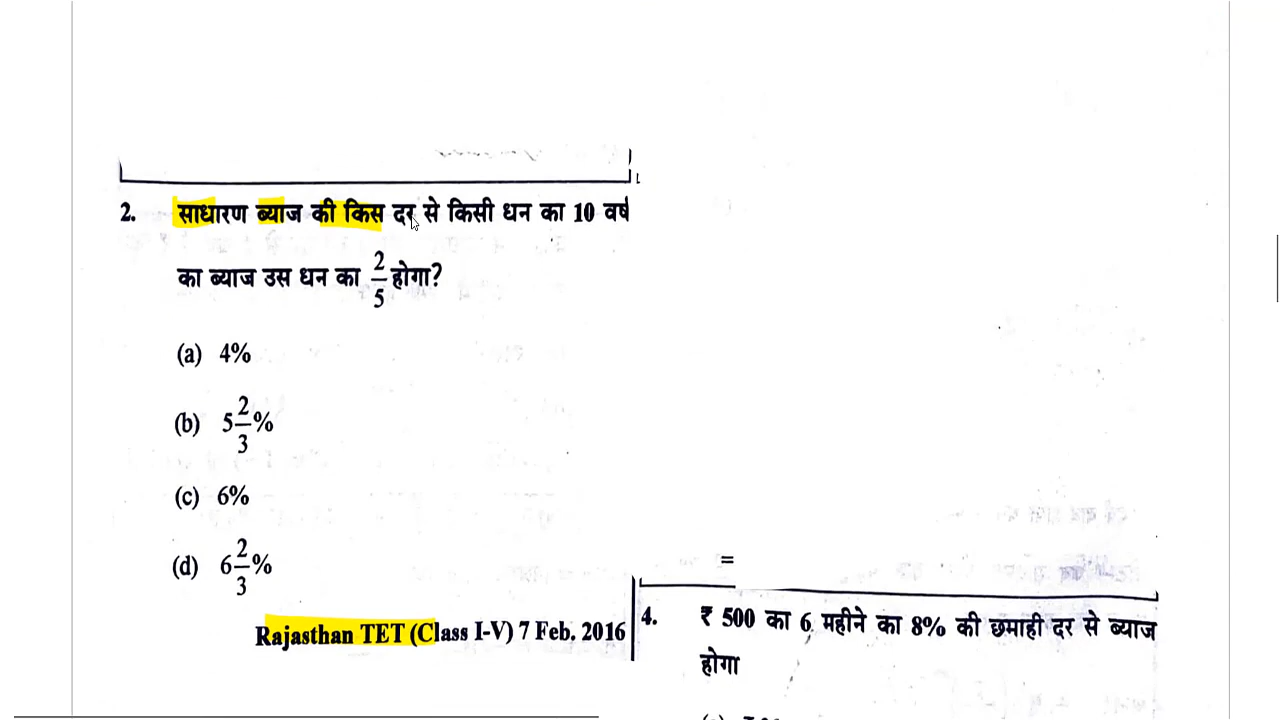 2. साधारण ब्याज की किस दर से किसी धन का 10 वर्ष
का ब्याज उस धन का 2/5 होगा?
(a) 4%
(b) 5 2/3%
(c) 6%
(d) 6 2/3%
Rajasthan TET (Class I-V) 7 Feb. 2016
=
4. ₹ 500 का 6 महीने का 8% की छमाही दर से ब्याज
होगा